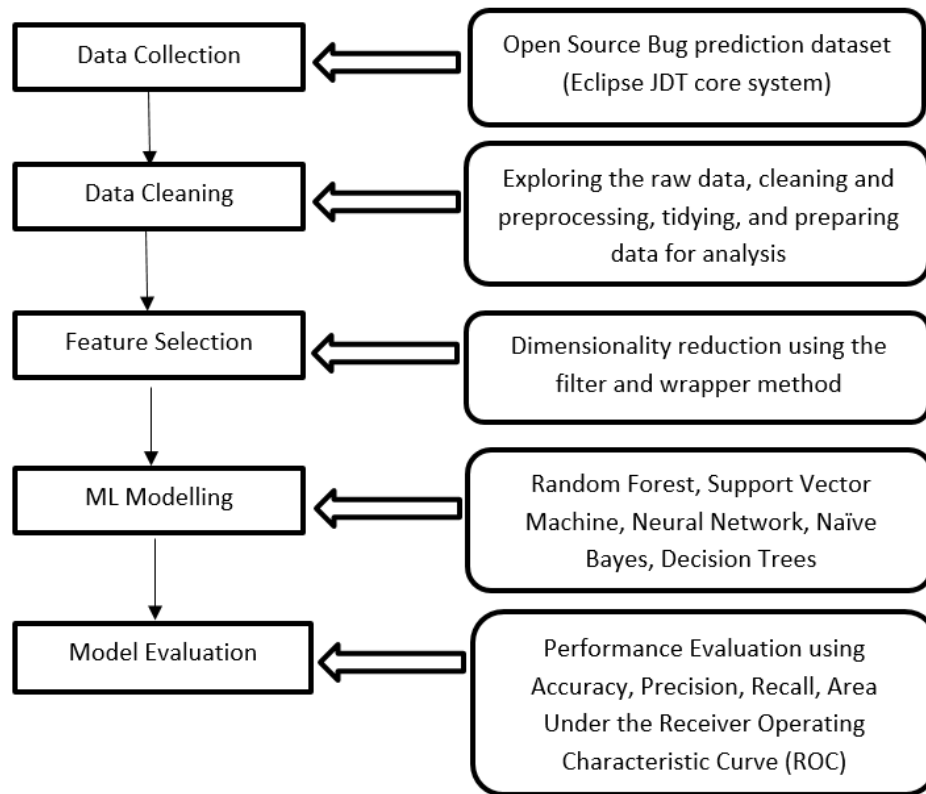 Data Collection
Open Source Bug prediction dataset
(Eclipse JDT core system)
Data Cleaning
Exploring the raw data, cleaning and
preprocessing, tidying, and preparing
data for analysis
Feature Selection
Dimensionality reduction using the
filter and wrapper method
ML Modelling
Random Forest, Support Vector
Machine, Neural Network, Naïve
Bayes, Decision Trees
Model Evaluation
Performance Evaluation using
Accuracy, Precision, Recall, Area
Under the Receiver Operating
Characteristic Curve (ROC)